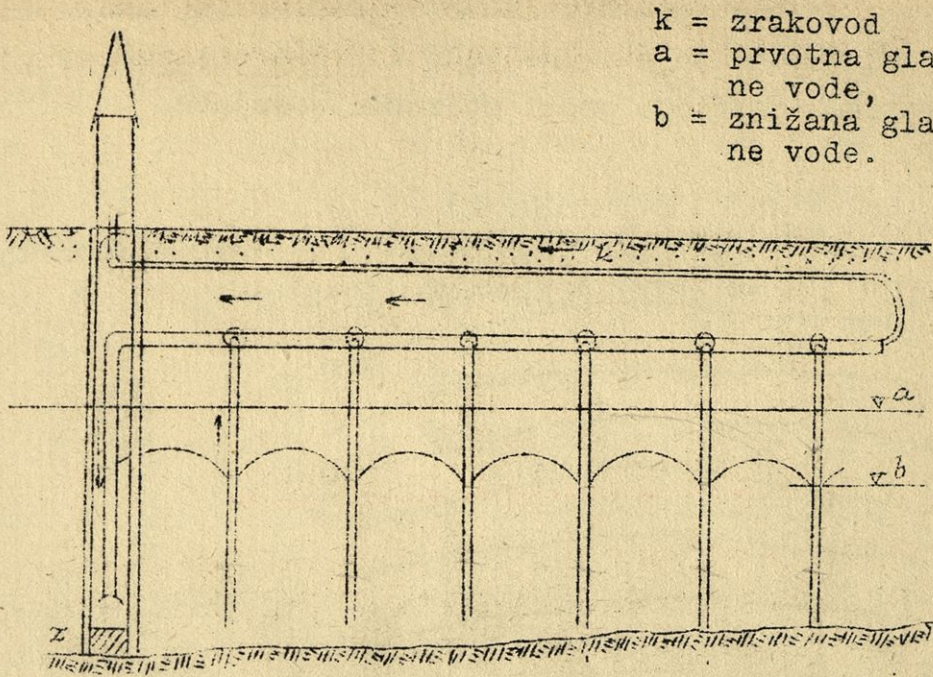 k = zrakovod
a = prvotna gla
ne vode,
b = znižana gla
ne vode.
k
a
b
z